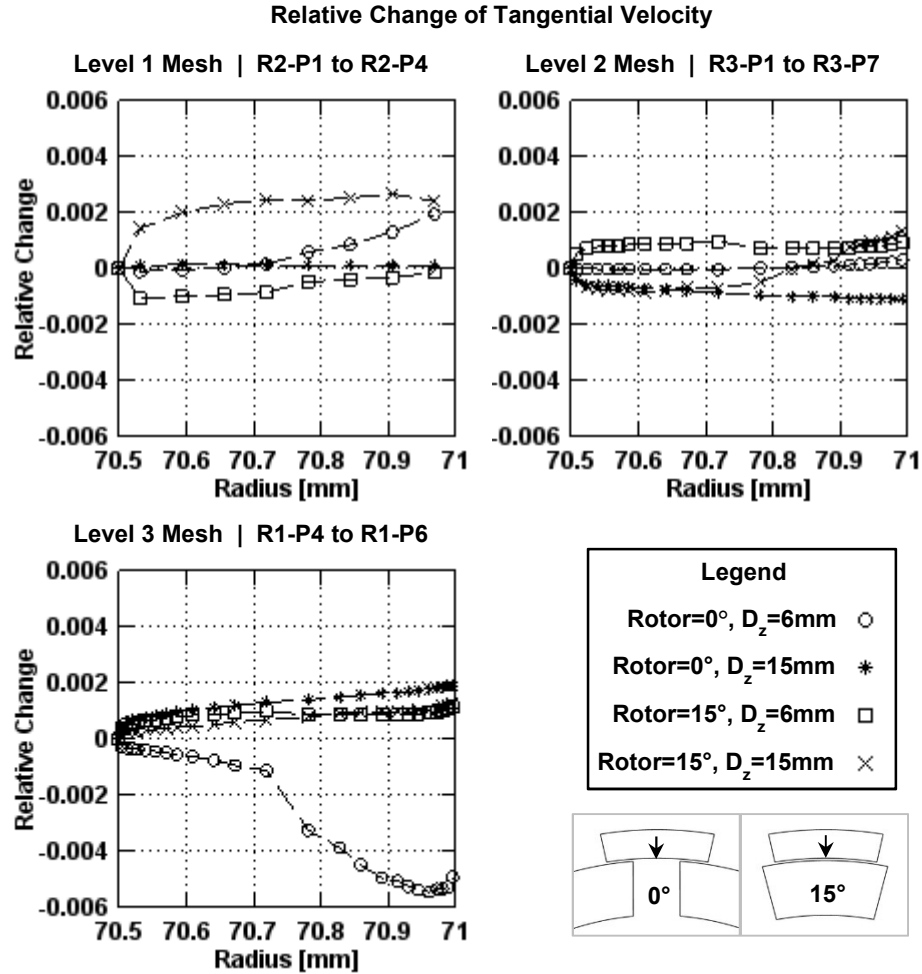 Relative Change of Tangential Velocity
Level 1 Mesh | R2-P1 to R2-P4
0.006
0.004
0.002
0
-0.002
-0.004
-0.006
Relative Change
70.5 70.6 70.7 70.8 70.9 71
Radius [mm]
Level 2 Mesh | R3-P1 to R3-P7
0.006
0.004
0.002
0
-0.002
-0.004
-0.006
70.5 70.6 70.7 70.8 70.9 71
Radius [mm]
Level 3 Mesh | R1-P4 to R1-P6
0.006
0.004
0.002
0
-0.002
-0.004
-0.006
Relative Change
70.5 70.6 70.7 70.8 70.9 71
Radius [mm]
Legend
Rotor=0°, Dz=6mm
Rotor=0°, Dz=15mm
Rotor=15°, Dz=6mm
Rotor=15°, Dz=15mm
0°
15°